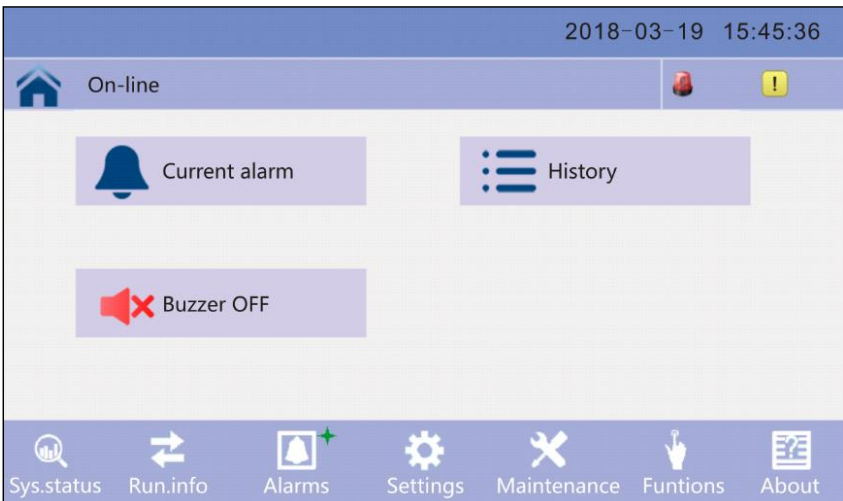 2018-03-19 15:45:36
On-line
Current alarm
History
Buzzer OFF
Sys.status Run.info Alarms Settings Maintenance Funtions About